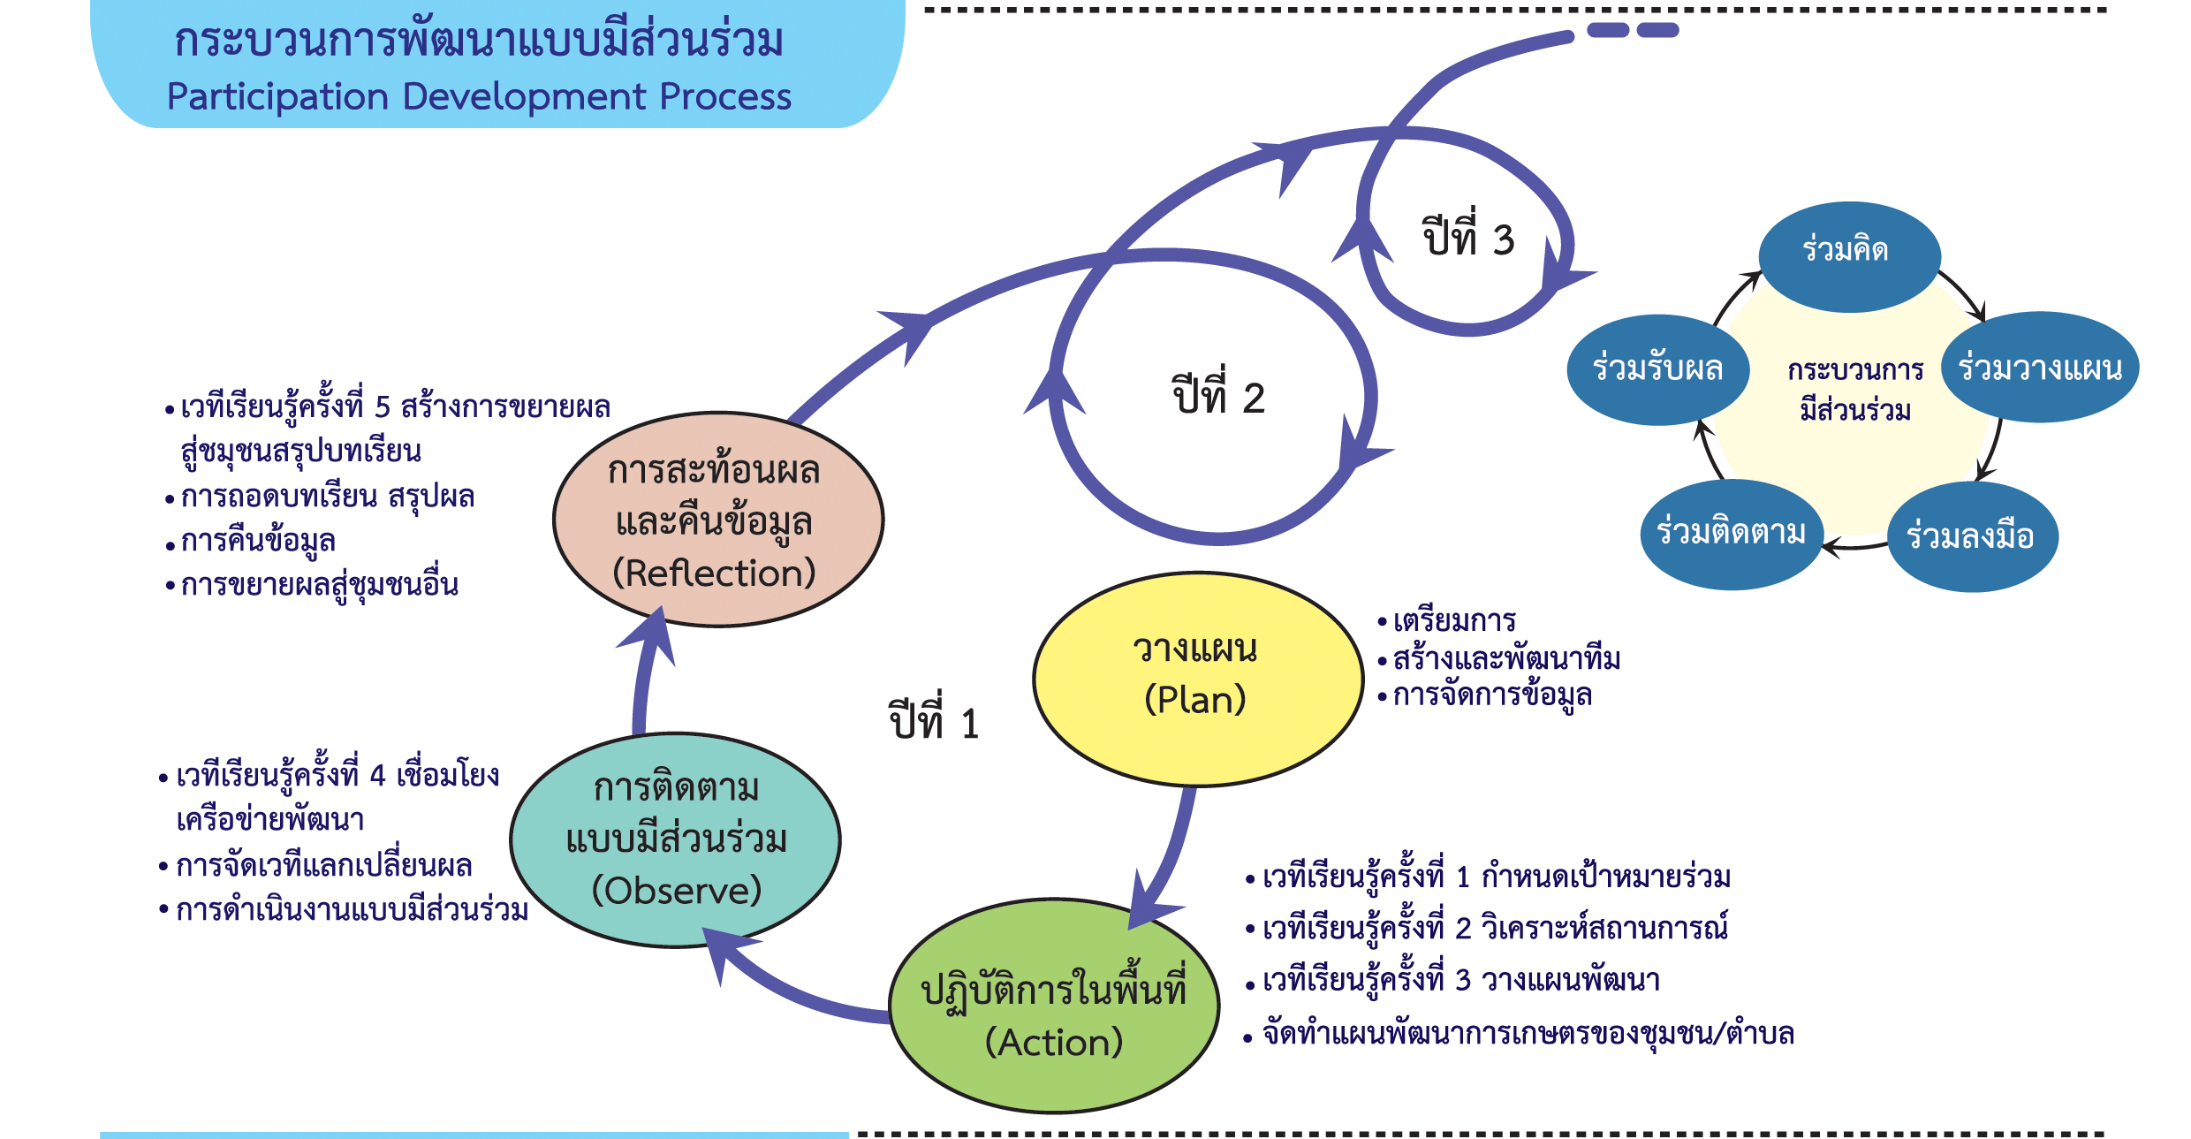 กระบวนการพัฒนาแบบมีส่วนร่วม
Participation Development Process
ปีที่ 3
ปีที่ 2
ปีที่ 1
ร่วมคิด
ร่วมวางแผน
ร่วมลงมือ
ร่วมติดตาม
ร่วมรับผล
กระบวนการ
มีส่วนร่วม
วางแผน
(Plan)
• เตรียมการ
• สร้างและพัฒนาทีม
• การจัดการข้อมูล
ปฏิบัติการในพื้นที่
(Action)
• เวทีเรียนรู้ครั้งที่ 1 กำหนดเป้าหมายร่วม
• เวทีเรียนรู้ครั้งที่ 2 วิเคราะห์สถานการณ์
• เวทีเรียนรู้ครั้งที่ 3 วางแผนพัฒนา
• จัดทำแผนพัฒนาการเกษตรของชุมชน/ตำบล
การติดตาม
แบบมีส่วนร่วม
(Observe)
• เวทีเรียนรู้ครั้งที่ 4 เชื่อมโยง
เครือข่ายพัฒนา
• การจัดเวทีแลกเปลี่ยนผล
• การดำเนินงานแบบมีส่วนร่วม
การสะท้อนผล
และคืนข้อมูล
(Reflection)
• เวทีเรียนรู้ครั้งที่ 5 สร้างการขยายผล
สู่ชุมชนสรุปบทเรียน
• การถอดบทเรียน สรุปผล
• การคืนข้อมูล
• การขยายผลสู่ชุมชนอื่น